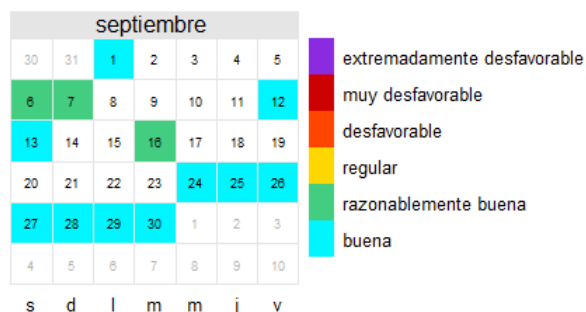 septiembre
30 31 1 2 3 4 5
6 7 8 9 10 11 12
13 14 15 16 17 18 19
20 21 22 23 24 25 26
27 28 29 30 1 2 3
4 5 6 7 8 9 10
s d l m m j v
extremadamente desfavorable
muy desfavorable
desfavorable
regular
razonablemente buena
buena